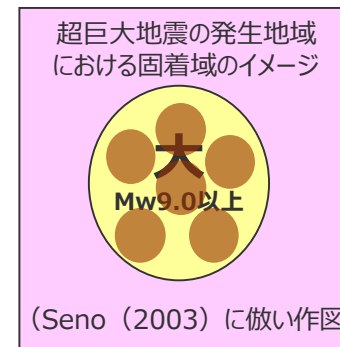 超巨大地震の発生地域
における固着域のイメージ
大
Mw9.0以上
（Seno（2003）に倣い作図